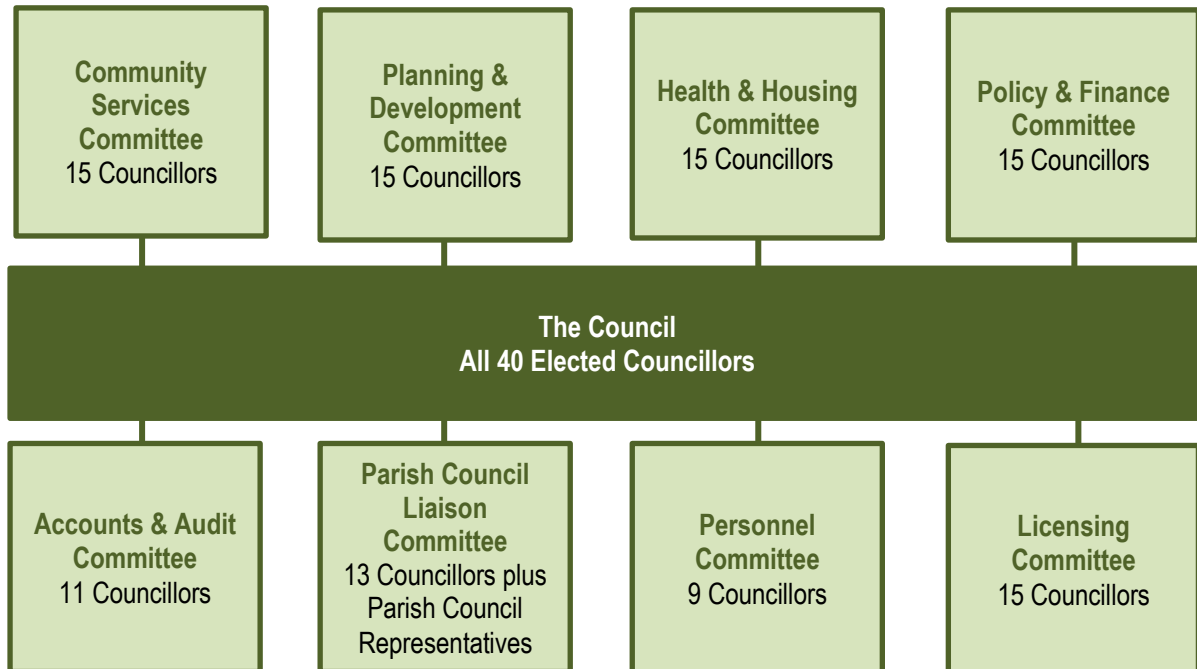 Community
Services
Committee
15 Councillors
Planning &
Development
Committee
15 Councillors
Health & Housing
Committee
15 Councillors
Policy & Finance
Committee
15 Councillors
The Council
All 40 Elected Councillors
Accounts & Audit
Committee
11 Councillors
Parish Council
Liaison
Committee
13 Councillors plus
Parish Council
Representatives
Personnel
Committee
9 Councillors
Licensing
Committee
15 Councillors